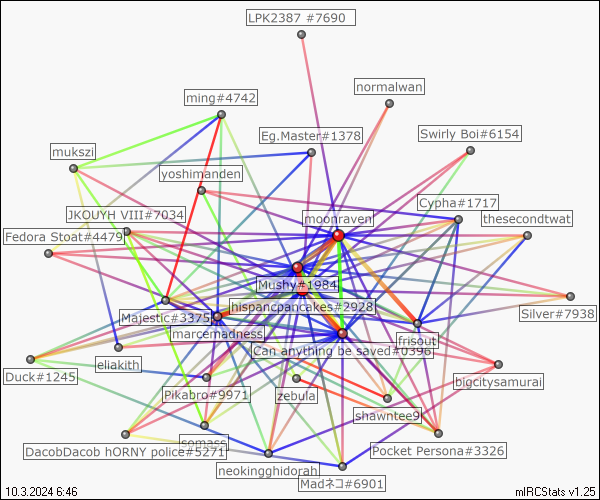 LPK2387 #7690
normalwan
ming#4742
Eg.Master#1378
Swirly Boi#6154
mukszi
yoshimanden
Cypha#1717
JKOUYH VIII#7034
moonraven
thesecondtwat
Fedora Stoat#4479
Mushy#1984
hispancpancakes#2928
Silver#7938
Majestic#3375
marcemadness
frisout
Can anything be saved#0396
eliakith
Duck#1245
bigcitysamurai
Pikabro#9971
zebula
shawntee9
somass
DacobDacob hORNY police#5271
Pocket Persona#3326
neokingghidorah
Madネコ#6901
10.3.2024 6:46
mIRCStats v1.25